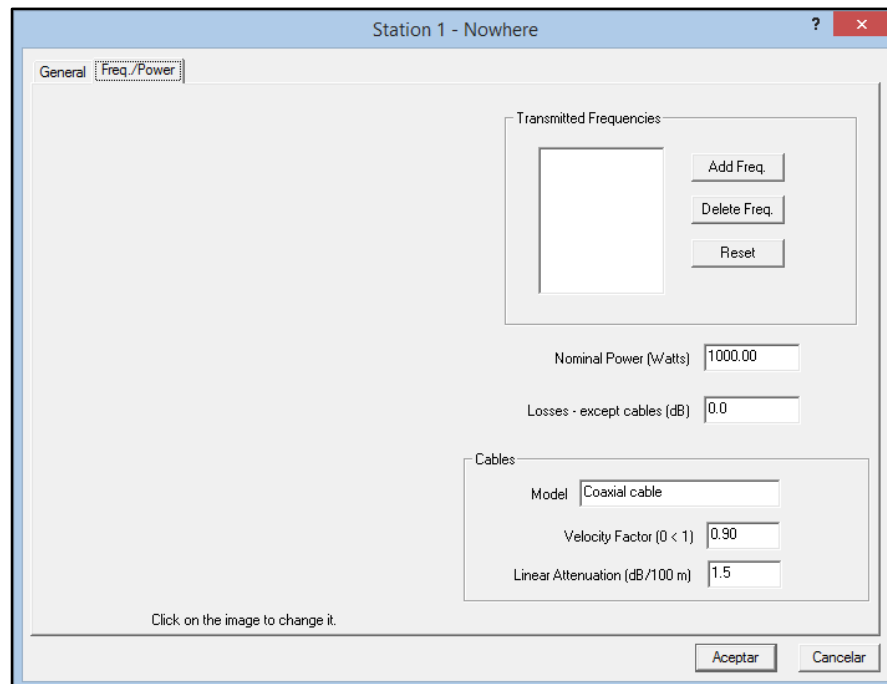 Station 1 - Nowhere
?
General
Freq./Power
Transmitted Frequencies
Add Freq.
Delete Freq.
Reset
Nominal Power (Watts) 1000.00
Losses - except cables (dB) 0.0
Cables
Model Coaxial cable
Velocity Factor (0 < 1) 0.90
Linear Attenuation (dB/100 m) 1.5
Click on the image to change it.
Aceptar Cancelar